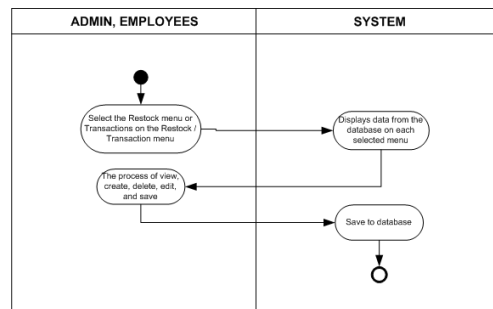 ADMIN, EMPLOYEES
SYSTEM
Select the Restock menu or
Transactions on the Restock /
Transaction menu
Displays data from the
database on each
selected menu
The process of view,
create, delete, edit,
and save
Save to database